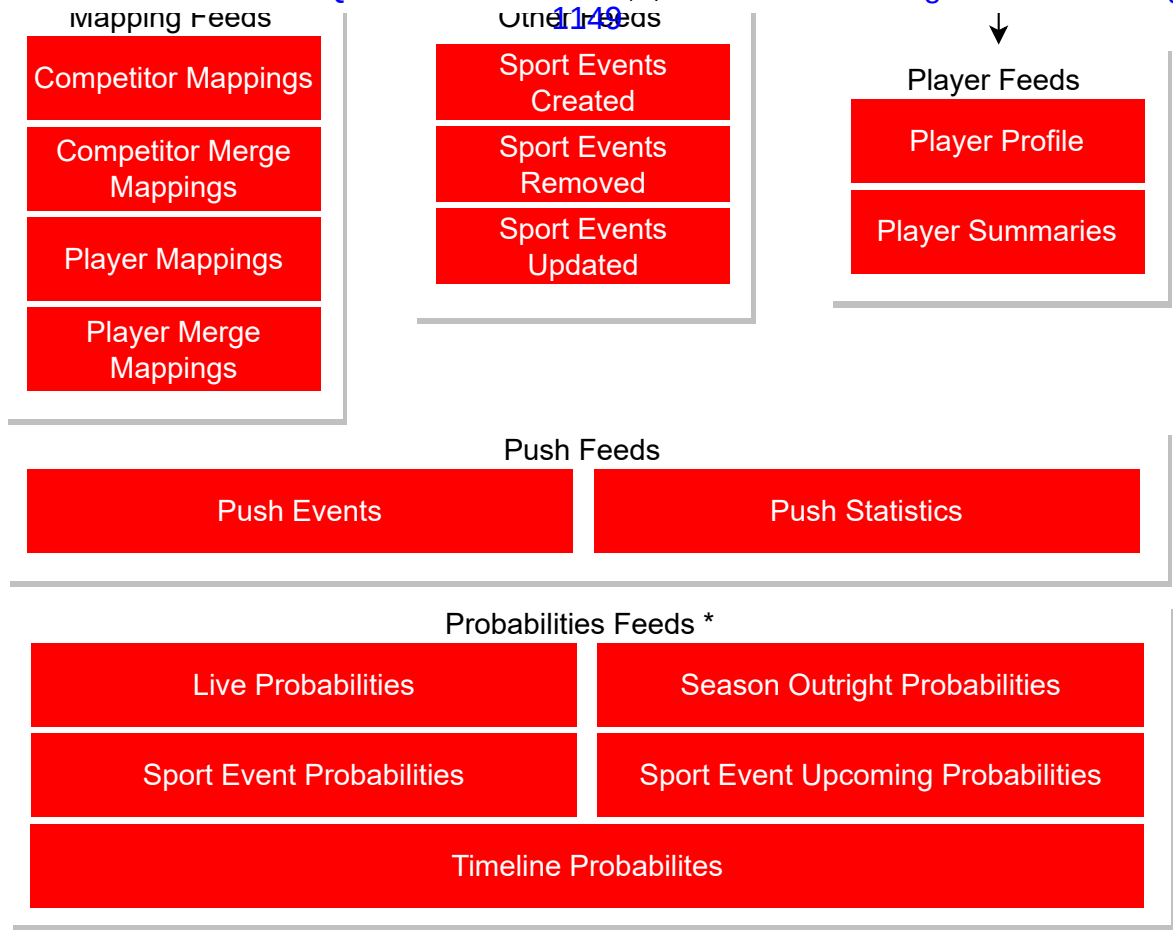 Mapping Feeds
Competitor Mappings
Competitor Merge
Mappings
Player Mappings
Player Merge
Mappings
Other Feeds
1149
Sport Events
Created
Sport Events
Removed
Sport Events
Updated
Player Feeds
Player Profile
Player Summaries
Push Feeds
Push Events
Push Statistics
Probabilities Feeds *
Live Probabilities
Season Outright Probabilities
Sport Event Probabilities
Sport Event Upcoming Probabilities
Timeline Probabilites